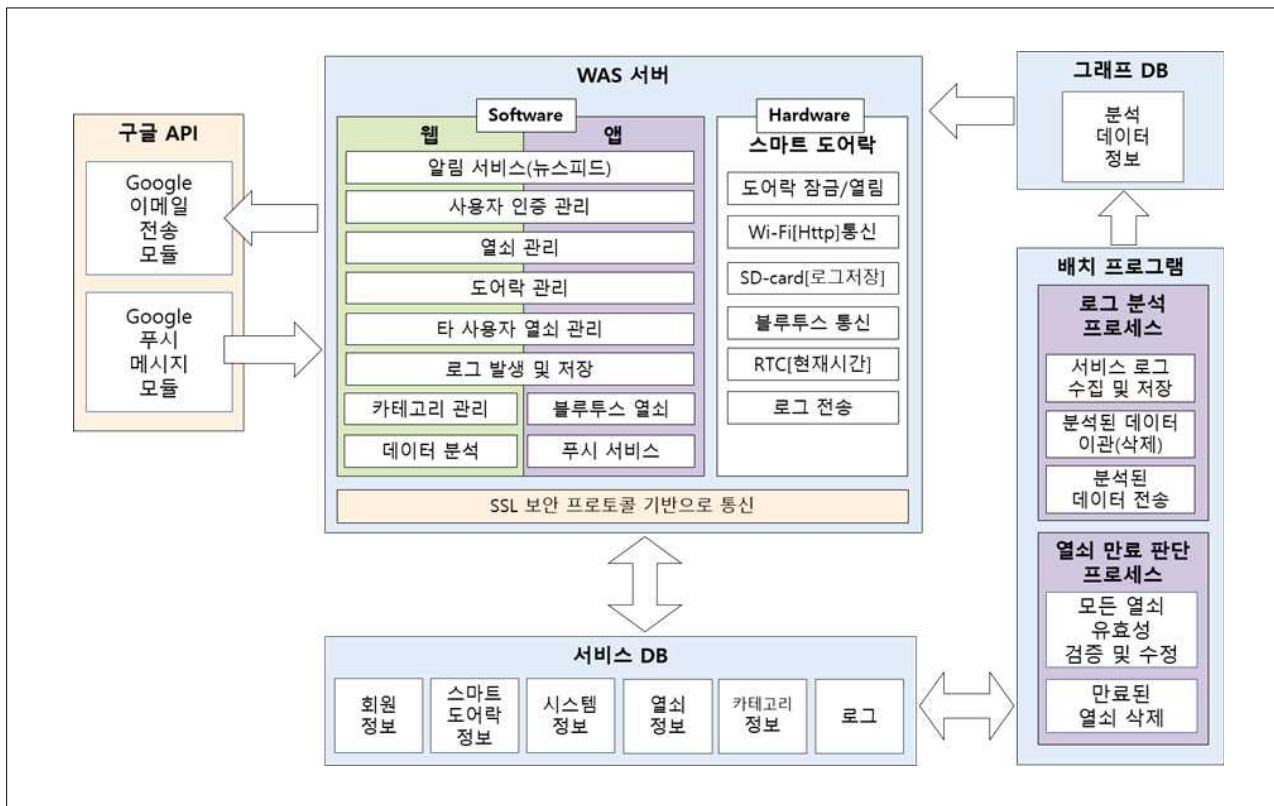 WAS 서버
Software
웹
앱
알림 서비스(뉴스피드)
사용자 인증 관리
열쇠 관리
도어락 관리
타 사용자 열쇠 관리
로그 발생 및 저장
카테고리 관리
블루투스 열쇠
데이터 분석
푸시 서비스
Hardware
스마트 도어락
도어락 잠금/열림
Wi-Fi[Http]통신
SD-card[로그저장]
블루투스 통신
RTC[현재시간]
로그 전송
SSL 보안 프로토콜 기반으로 통신
구글 API
Google
이메일
전송
모듈
Google
푸시
메시지
모듈
그래프 DB
분석
데이터
정보
배치 프로그램
로그 분석
프로세스
서비스 로그
수집 및 저장
분석된 데이터
이관(삭제)
분석된
데이터 전송
열쇠 만료 판단
프로세스
모든 열쇠
유효성
검증 및 수정
만료된
열쇠 삭제
서비스 DB
회원
정보
스마트
도어락
정보
시스템
정보
열쇠
정보
카테고리
정보
로그